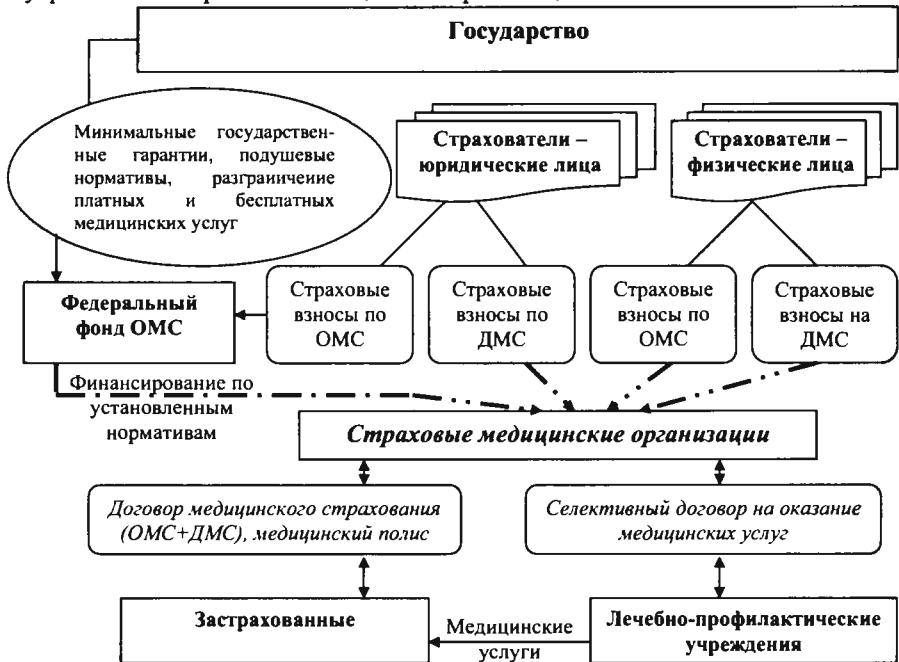 Государство
Минимальные государствен-
ные гарантии, подушевые
нормативы, разграничение
платных и бесплатных
медицинских услуг
Страхователи –
юридические лица
Страхователи –
физические лица
Федеральный
фонд ОМС
Страховые
взносы по
ОМС
Страховые
взносы по
ДМС
Страховые
взносы по
ОМС
Страховые
взносы на
ДМС
Финансирование по
установленным
нормативам
Страховые медицинские организации
Договор медицинского страхования
(ОМС+ДМС), медицинский полис
Селективный договор на оказание
медицинских услуг
Застрахованные
Медицинские
услуги
Лечебно-профилактические
учреждения